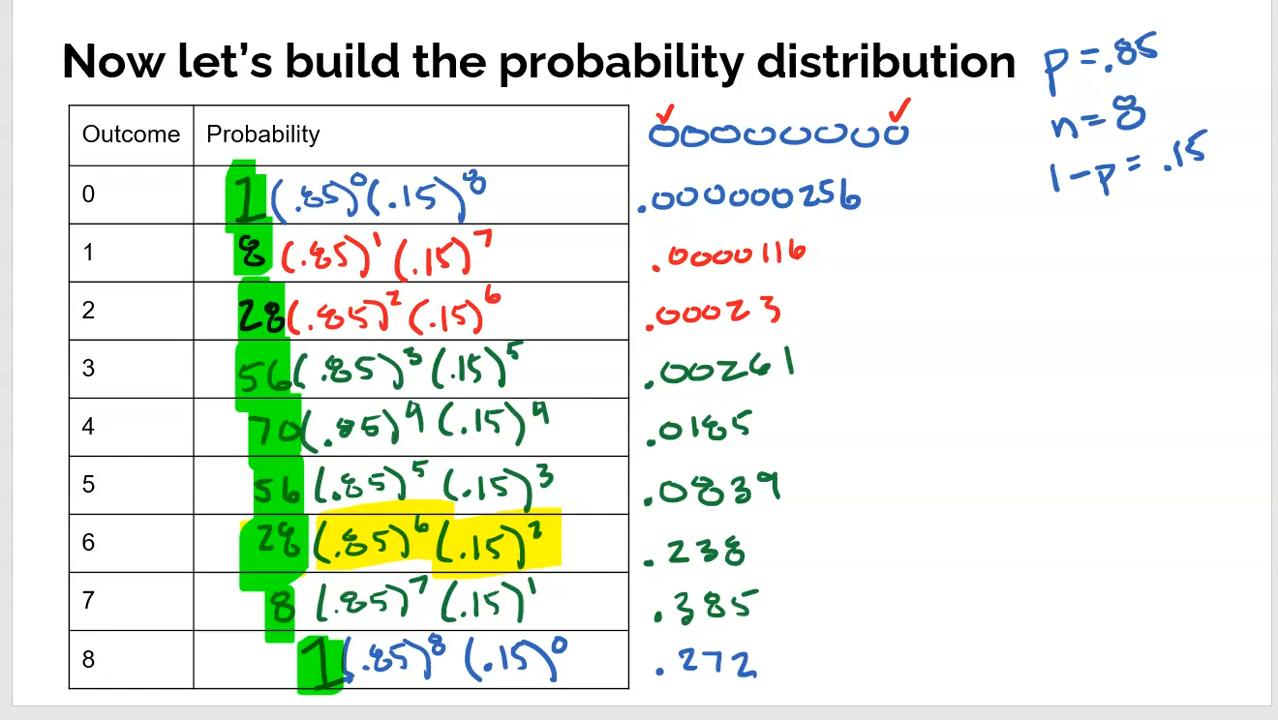 Now let's build the probability distribution
p = .85
n = 8
1-p = .15
Outcome Probability
0 1 (.85)^0 (.15)^8 .000000256
1 8 (.85)^1 (.15)^7 .0000116
2 28 (.85)^2 (.15)^6 .00023
3 56 (.85)^3 (.15)^5 .00261
4 70 (.85)^4 (.15)^4 .0185
5 56 (.85)^5 (.15)^3 .0839
6 28 (.85)^6 (.15)^2 .238
7 8 (.85)^7 (.15)^1 .385
8 1 (.85)^8 (.15)^0 .272